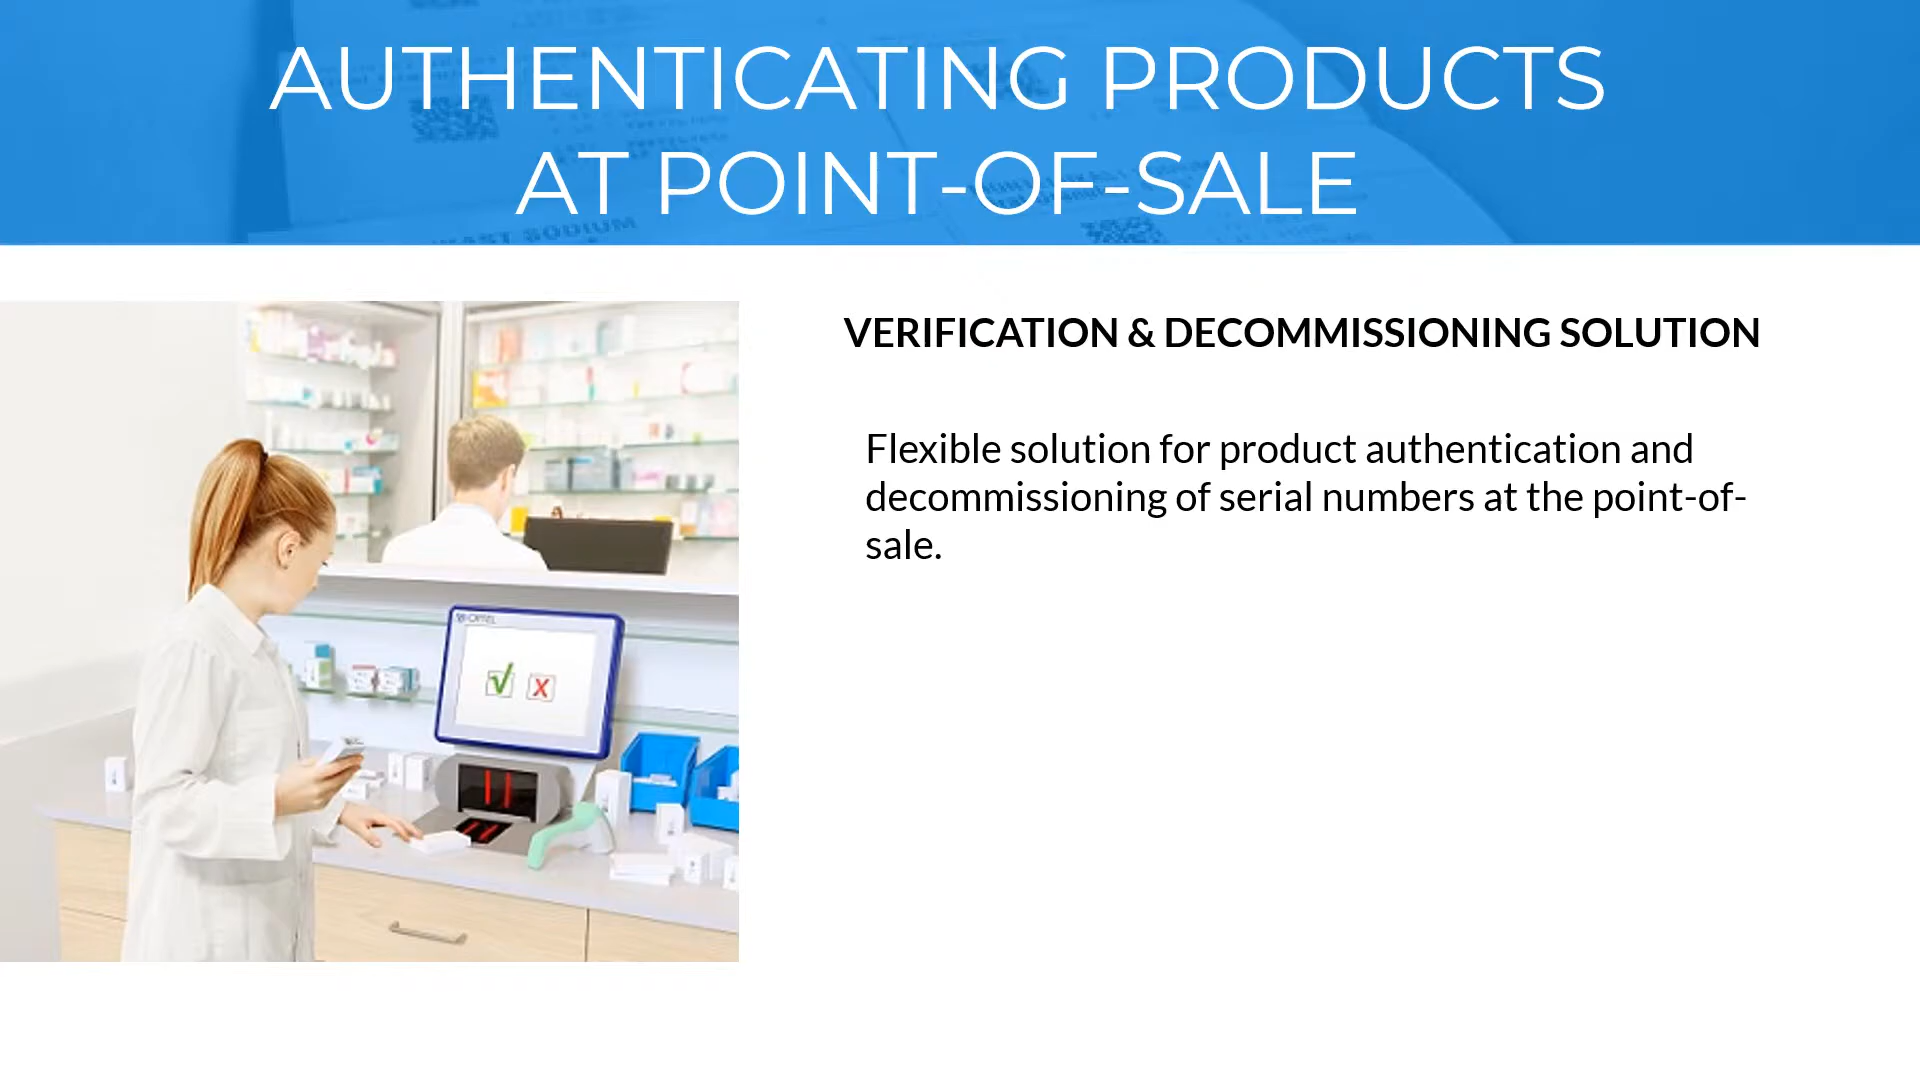 AUTHENTICATING PRODUCTS
AT POINT-OF-SALE
VERIFICATION & DECOMMISSIONING SOLUTION
Flexible solution for product authentication and
decommissioning of serial numbers at the point-of-
sale.
OPTEL